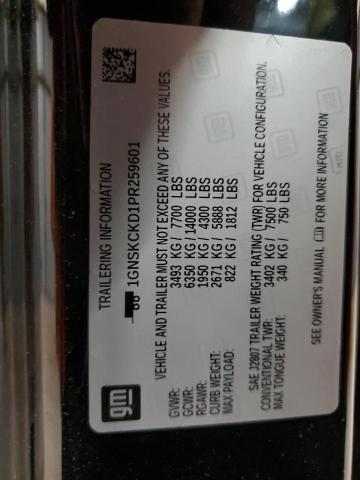 gm
TRAILERING INFORMATION
66 1GNSKCKD1PR259601
VEHICLE AND TRAILER MUST NOT EXCEED ANY OF THESE VALUES.
GVWR: 3493 KG / 7700 LBS
GCWR: 6350 KG / 14000 LBS
RGAWR: 1950 KG / 4300 LBS
CURB WEIGHT: 2671 KG / 5888 LBS
MAX PAYLOAD: 822 KG / 1812 LBS
SAE J2807 TRAILER WEIGHT RATING (TWR) FOR VEHICLE CONFIGURATION.
CONVENTIONAL TWR: 3402 KG / 7500 LBS
MAX TONGUE WEIGHT: 340 KG / 750 LBS
SEE OWNER'S MANUAL FOR MORE INFORMATION